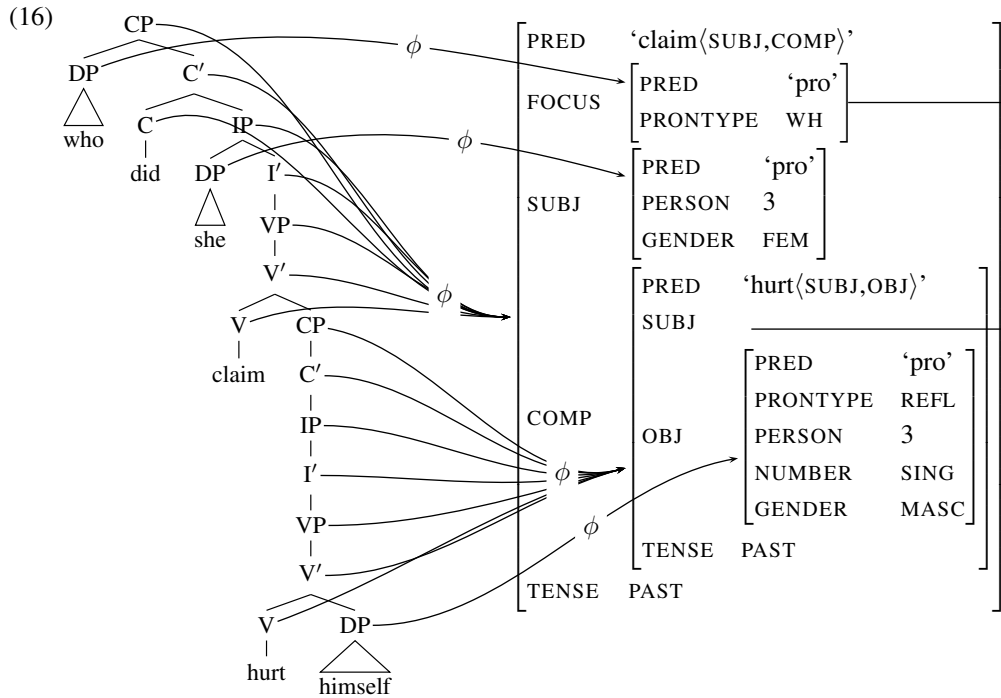 (16)
CP
PRED ‘claim⟨SUBJ,COMP⟩’
ϕ
DP C′
PRED ‘pro’
FOCUS
PRONTYPE WH
who C IP
ϕ
did DP I′
PRED ‘pro’
SUBJ PERSON 3
GENDER FEM
she VP
V′
ϕ
PRED ‘hurt⟨SUBJ,OBJ⟩’
SUBJ
V CP
claim C′
PRED ‘pro’
PRONTYPE REFL
IP
COMP
OBJ PERSON 3
I′
ϕ
NUMBER SING
VP
GENDER MASC
ϕ
V′
TENSE PAST
TENSE PAST
V DP
hurt himself